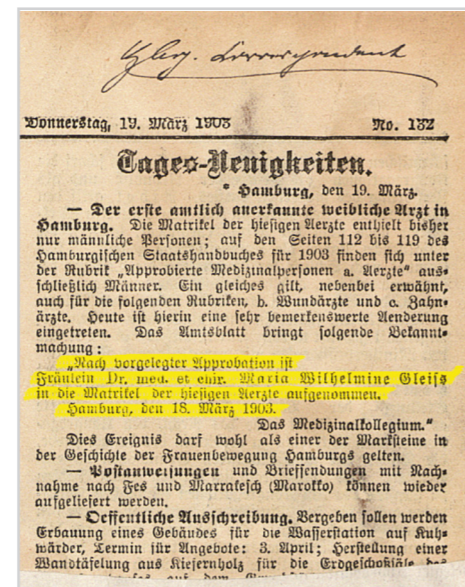 Hbg. Correspondent
Donnerstag, 19. März 1903
No. 132
Tages-Neuigkeiten.
* Hamburg, den 19. März.
— Der erste amtlich anerkannte weibliche Arzt in
Hamburg. Die Matrikel der hiesigen Aerzte enthielt bisher
nur männliche Personen; auf den Seiten 112 bis 119 des
Hamburgischen Staatshandbuches für 1903 finden sich unter
der Rubrik „Approbierte Medizinalpersonen a. Aerzte" aus-
schließlich Männer. Ein gleiches gilt, nebenbei erwähnt,
auch für die folgenden Rubriken, b. Wundärzte und c. Zahn-
ärzte. Heute ist hierin eine sehr bemerkenswerte Aenderung
eingetreten. Das Amtsblatt bringt folgende Bekannt-
machung:
„Nach vorgelegter Approbation ist
Fräulein Dr. med. et chir. Maria Wilhelmine Gleiss
in die Matrikel der hiesigen Aerzte aufgenommen.
Hamburg, den 18. März 1903.
Das Medizinalkollegium."
Dies Ereignis darf wohl als einer der Marksteine in
der Geschichte der Frauenbewegung Hamburgs gelten.
— Postanweisungen und Briefsendungen mit Nach-
nahme nach Fes und Marrakesch (Marokko) können wieder
aufgeliefert werden.
— Oeffentliche Ausschreibung. Vergeben sollen werden
Erbauung eines Gebäudes für die Wasserstation auf Kuh-
wärder, Termin für Angebote: 3. April; Herstellung einer
Wandtäfelung aus Kiefernholz für die Erdgeschoßsäle des
auf dem